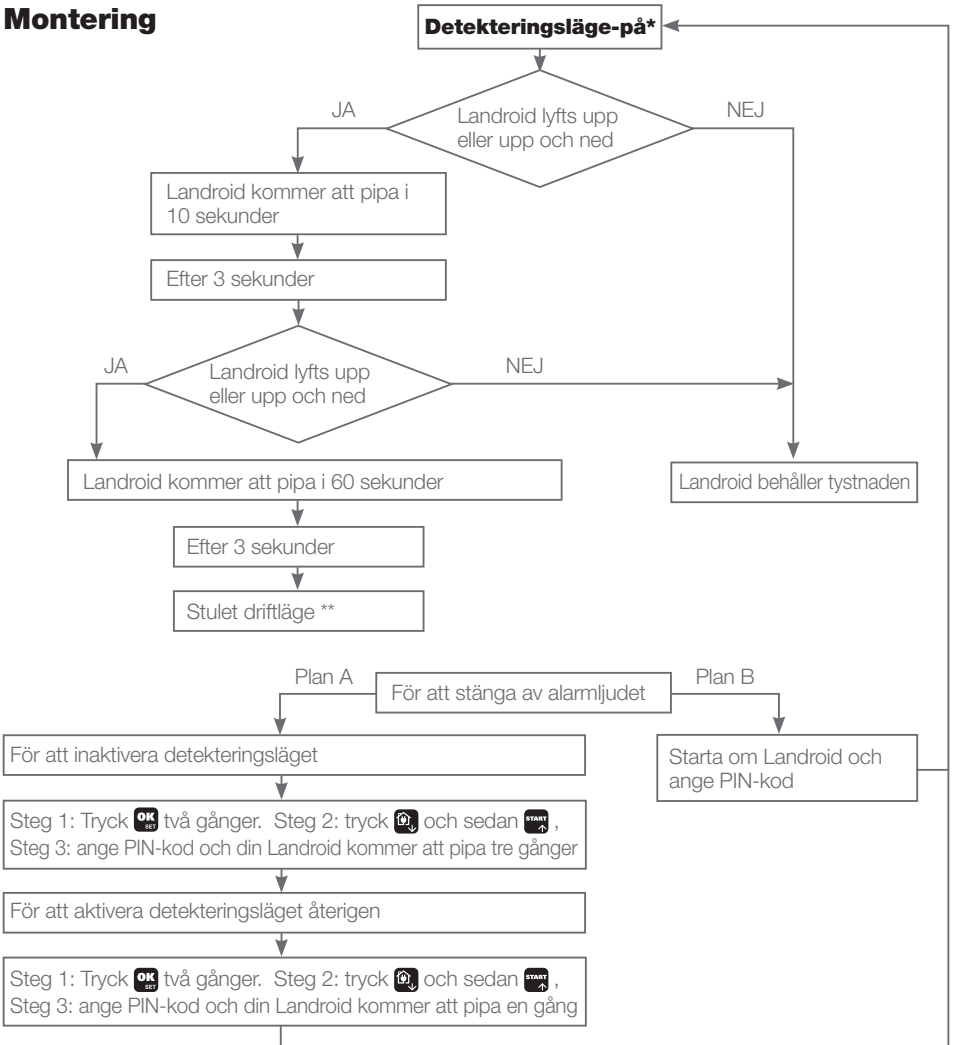 Montering
Detekteringsläge-på*
JA
Landroid lyfts upp
eller upp och ned
NEJ
Landroid kommer att pipa i
10 sekunder
Efter 3 sekunder
JA
Landroid lyfts upp
eller upp och ned
NEJ
Landroid kommer att pipa i 60 sekunder
Landroid behåller tystnaden
Efter 3 sekunder
Stulet driftläge **
Plan A
För att stänga av alarmljudet
Plan B
För att inaktivera detekteringsläget
Starta om Landroid och
ange PIN-kod
Steg 1: Tryck OK SET två gånger. Steg 2: tryck och sedan START ,
Steg 3: ange PIN-kod och din Landroid kommer att pipa tre gånger
För att aktivera detekteringsläget återigen
Steg 1: Tryck OK SET två gånger. Steg 2: tryck och sedan START ,
Steg 3: ange PIN-kod och din Landroid kommer att pipa en gång